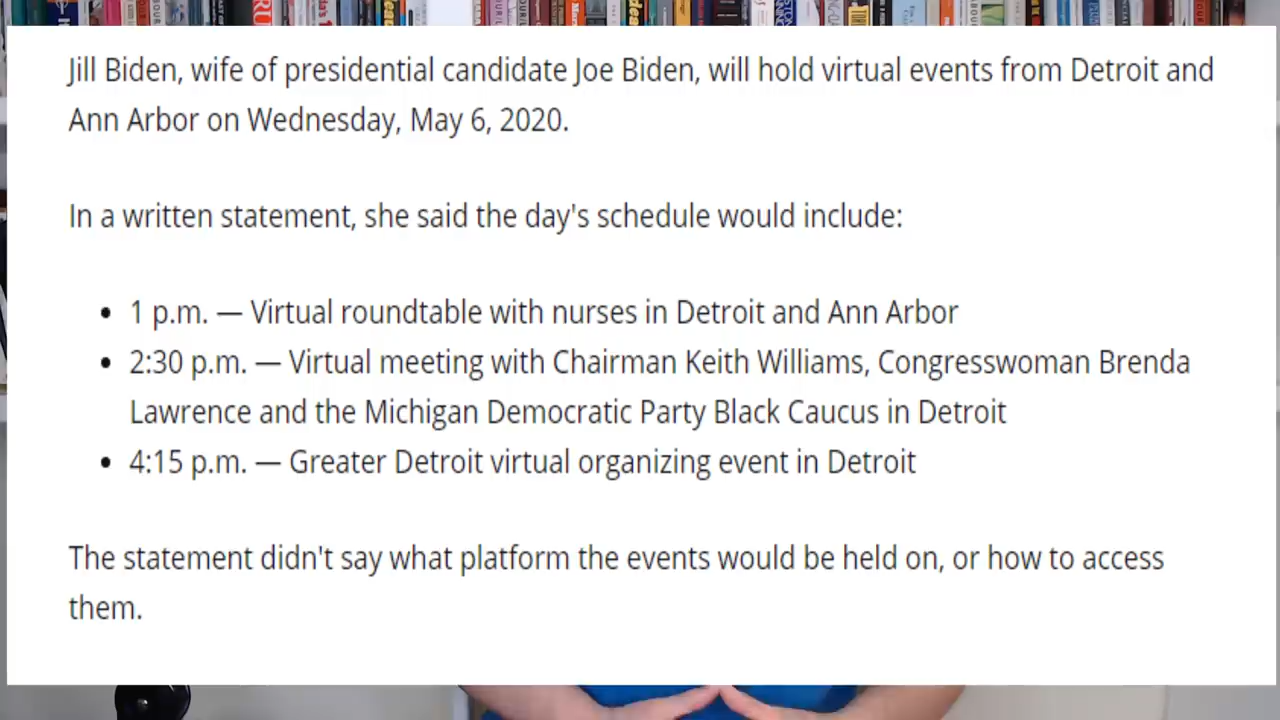 Jill Biden, wife of presidential candidate Joe Biden, will hold virtual events from Detroit and
Ann Arbor on Wednesday, May 6, 2020.
In a written statement, she said the day's schedule would include:
• 1 p.m. — Virtual roundtable with nurses in Detroit and Ann Arbor
• 2:30 p.m. — Virtual meeting with Chairman Keith Williams, Congresswoman Brenda
Lawrence and the Michigan Democratic Party Black Caucus in Detroit
• 4:15 p.m. — Greater Detroit virtual organizing event in Detroit
The statement didn't say what platform the events would be held on, or how to access
them.